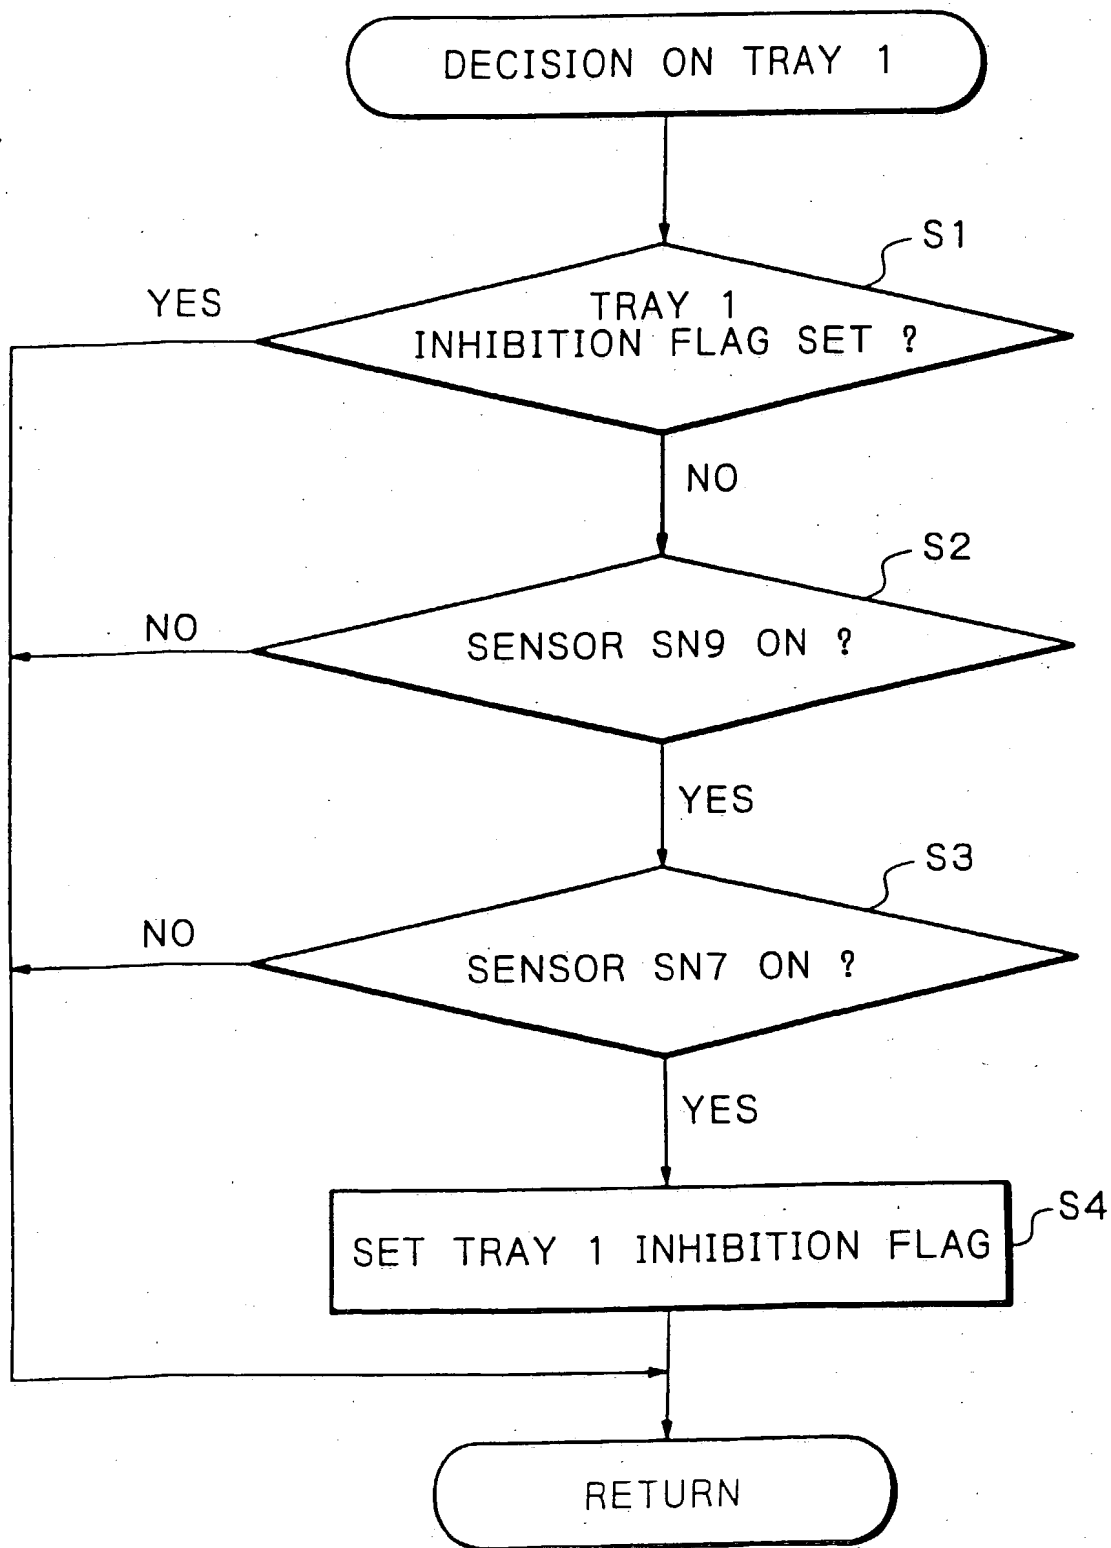 DECISION ON TRAY 1
S1
YES
TRAY 1
INHIBITION FLAG SET ?
NO
S2
NO
SENSOR SN9 ON ?
YES
S3
NO
SENSOR SN7 ON ?
YES
S4
SET TRAY 1 INHIBITION FLAG
RETURN